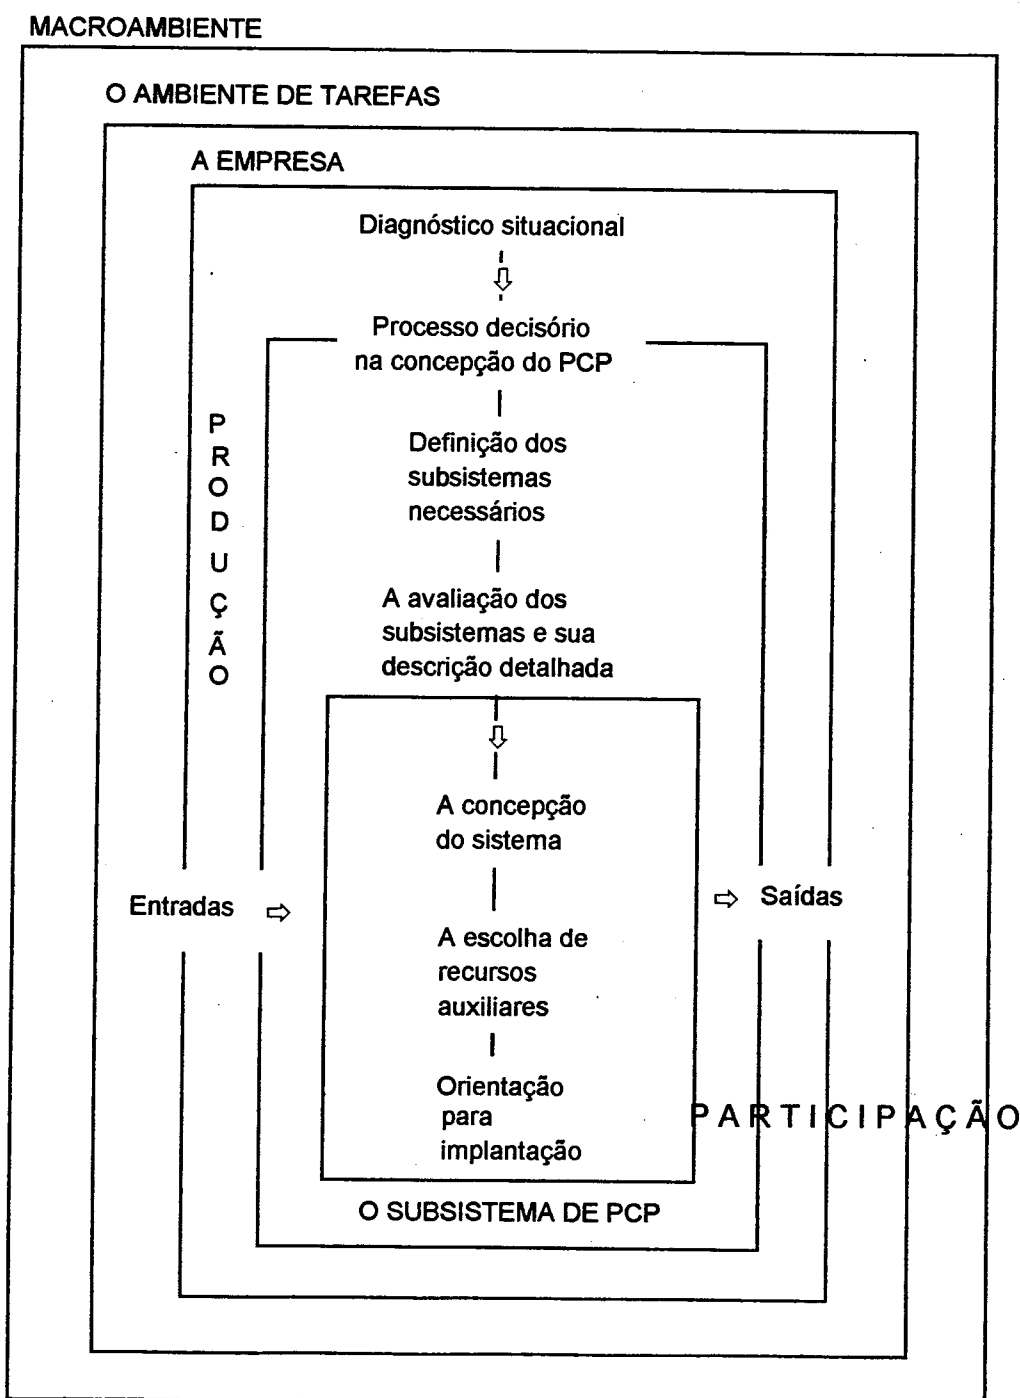 MACROAMBIENTE
O AMBIENTE DE TAREFAS
A EMPRESA
Diagnóstico situacional
Processo decisório
na concepção do PCP
PRODUÇÃO
Definição dos
subsistemas
necessários
A avaliação dos
subsistemas e sua
descrição detalhada
A concepção
do sistema
Entradas
Saídas
A escolha de
recursos
auxiliares
Orientação
para
implantação
PARTICIPAÇÃO
O SUBSISTEMA DE PCP